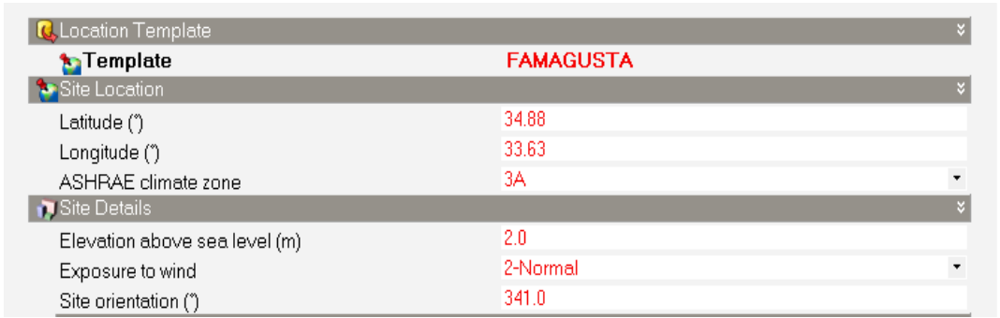 Location Template
Template FAMAGUSTA
Site Location
Latitude (°) 34.88
Longitude (°) 33.63
ASHRAE climate zone 3A
Site Details
Elevation above sea level (m) 2.0
Exposure to wind 2-Normal
Site orientation (°) 341.0